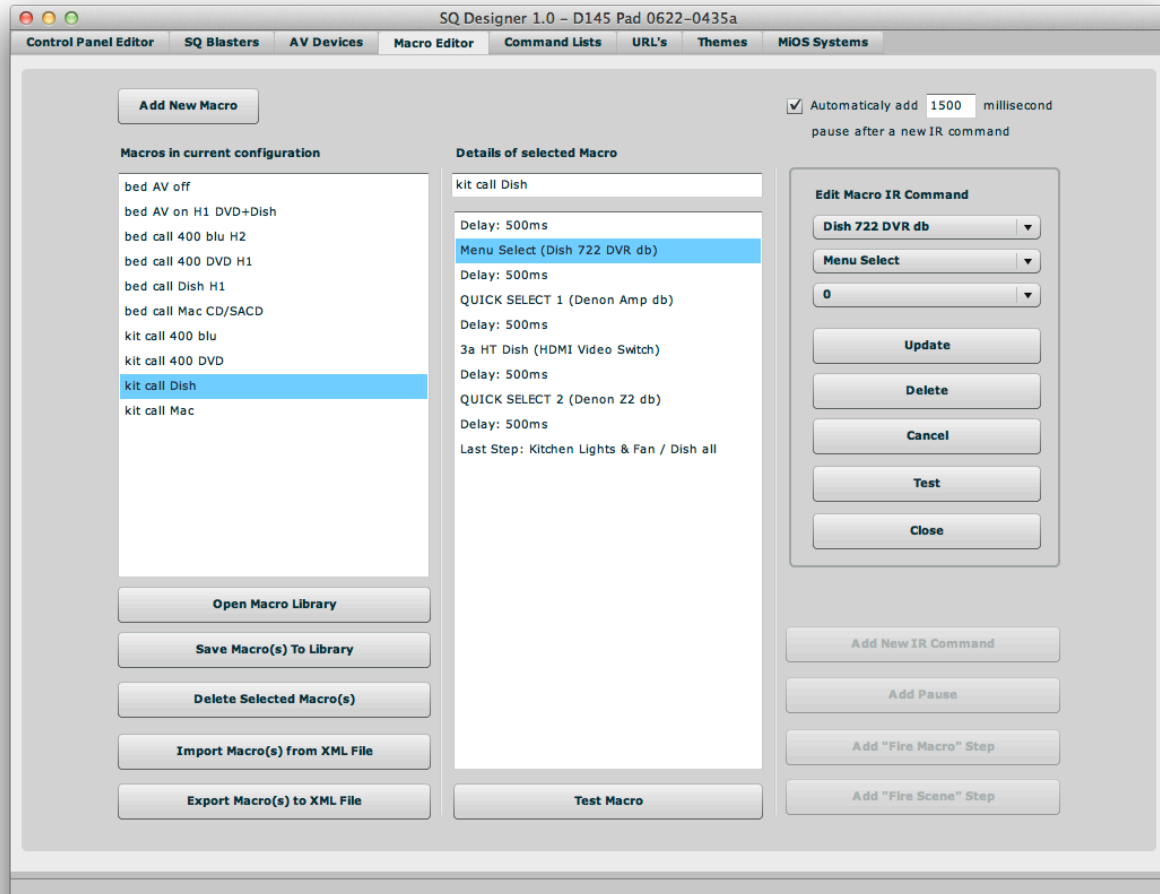 SQ Designer 1.0 – D145 Pad 0622-0435a
Control Panel Editor SQ Blasters AV Devices Macro Editor Command Lists URL's Themes MiOS Systems
Add New Macro
Automaticaly add 1500 millisecond
pause after a new IR command
Macros in current configuration
bed AV off
bed AV on H1 DVD+Dish
bed call 400 blu H2
bed call 400 DVD H1
bed call Dish H1
bed call Mac CD/SACD
kit call 400 blu
kit call 400 DVD
kit call Dish
kit call Mac
Open Macro Library
Save Macro(s) To Library
Delete Selected Macro(s)
Import Macro(s) from XML File
Export Macro(s) to XML File
Details of selected Macro
kit call Dish
Delay: 500ms
Menu Select (Dish 722 DVR db)
Delay: 500ms
QUICK SELECT 1 (Denon Amp db)
Delay: 500ms
3a HT Dish (HDMI Video Switch)
Delay: 500ms
QUICK SELECT 2 (Denon Z2 db)
Delay: 500ms
Last Step: Kitchen Lights & Fan / Dish all
Test Macro
Edit Macro IR Command
Dish 722 DVR db
Menu Select
0
Update
Delete
Cancel
Test
Close
Add New IR Command
Add Pause
Add "Fire Macro" Step
Add "Fire Scene" Step